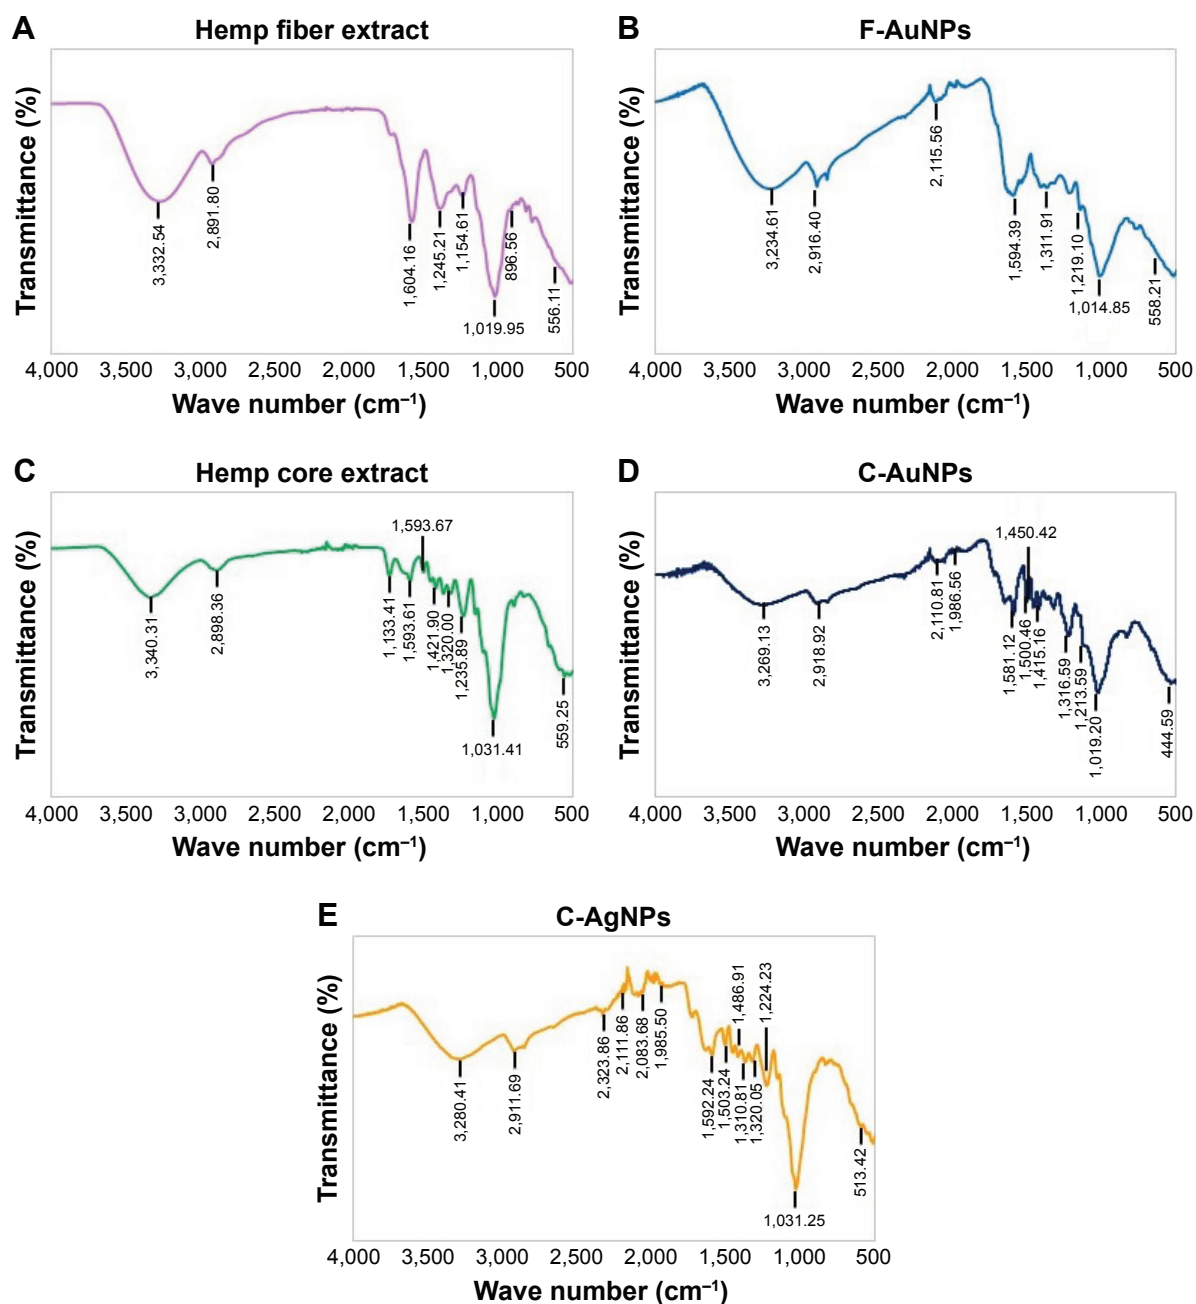 A
Hemp fiber extract
Transmittance (%)
3,332.54
2,891.80
1,604.16
1,245.21
1,154.61
1,019.95
896.56
556.11
4,000 3,500 3,000 2,500 2,000 1,500 1,000 500
Wave number (cm⁻¹)
B
F-AuNPs
Transmittance (%)
3,234.61
2,916.40
2,115.56
1,594.39
1,311.91
1,219.10
1,014.85
558.21
4,000 3,500 3,000 2,500 2,000 1,500 1,000 500
Wave number (cm⁻¹)
C
Hemp core extract
Transmittance (%)
3,340.31
2,898.36
1,133.41
1,593.61
1,593.67
1,421.90
1,320.00
1,235.89
1,031.41
559.25
4,000 3,500 3,000 2,500 2,000 1,500 1,000 500
Wave number (cm⁻¹)
D
C-AuNPs
Transmittance (%)
3,269.13
2,918.92
2,110.81
1,986.56
1,581.12
1,500.46
1,450.42
1,415.16
1,316.59
1,213.59
1,019.20
444.59
4,000 3,500 3,000 2,500 2,000 1,500 1,000 500
Wave number (cm⁻¹)
E
C-AgNPs
Transmittance (%)
3,280.41
2,911.69
2,323.86
2,111.86
2,083.68
1,985.50
1,592.24
1,503.24
1,486.91
1,310.81
1,320.05
1,224.23
1,031.25
513.42
4,000 3,500 3,000 2,500 2,000 1,500 1,000 500
Wave number (cm⁻¹)